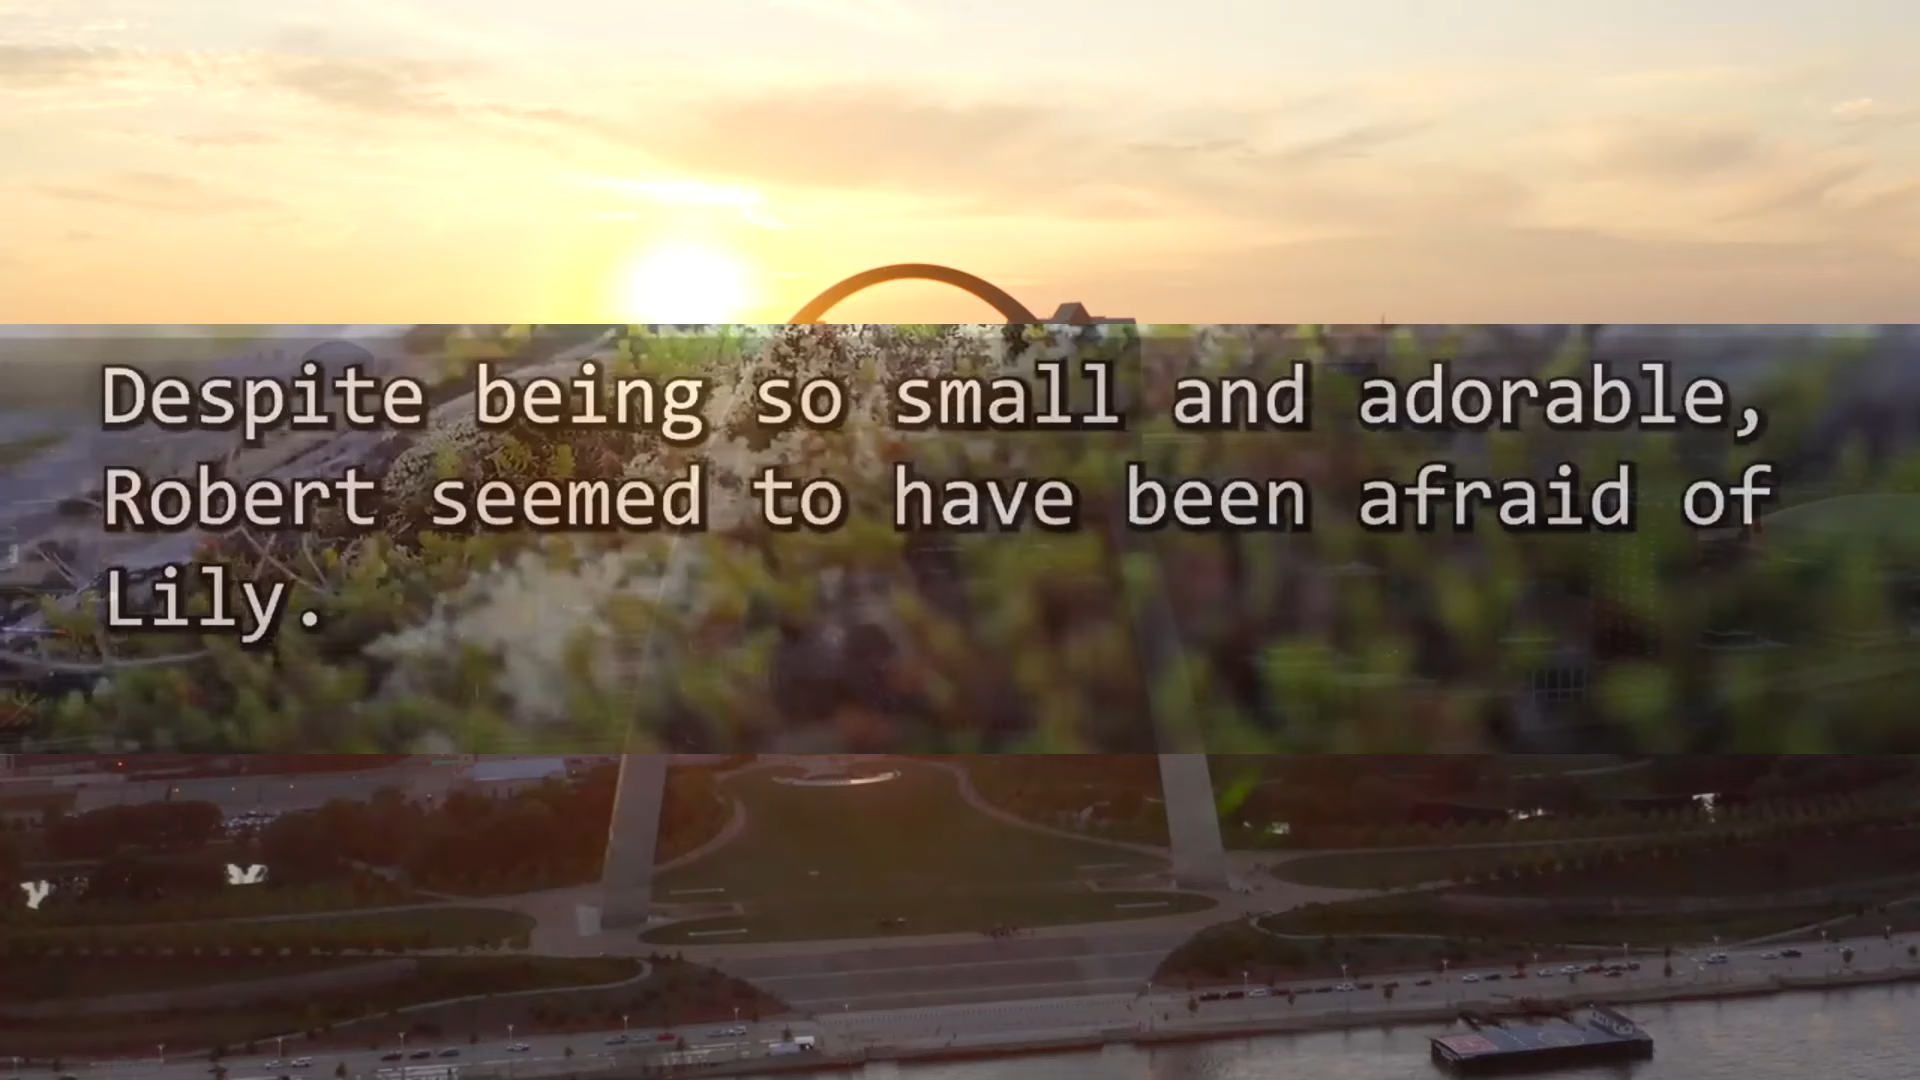 Despite being so small and adorable,
Robert seemed to have been afraid of
Lily.